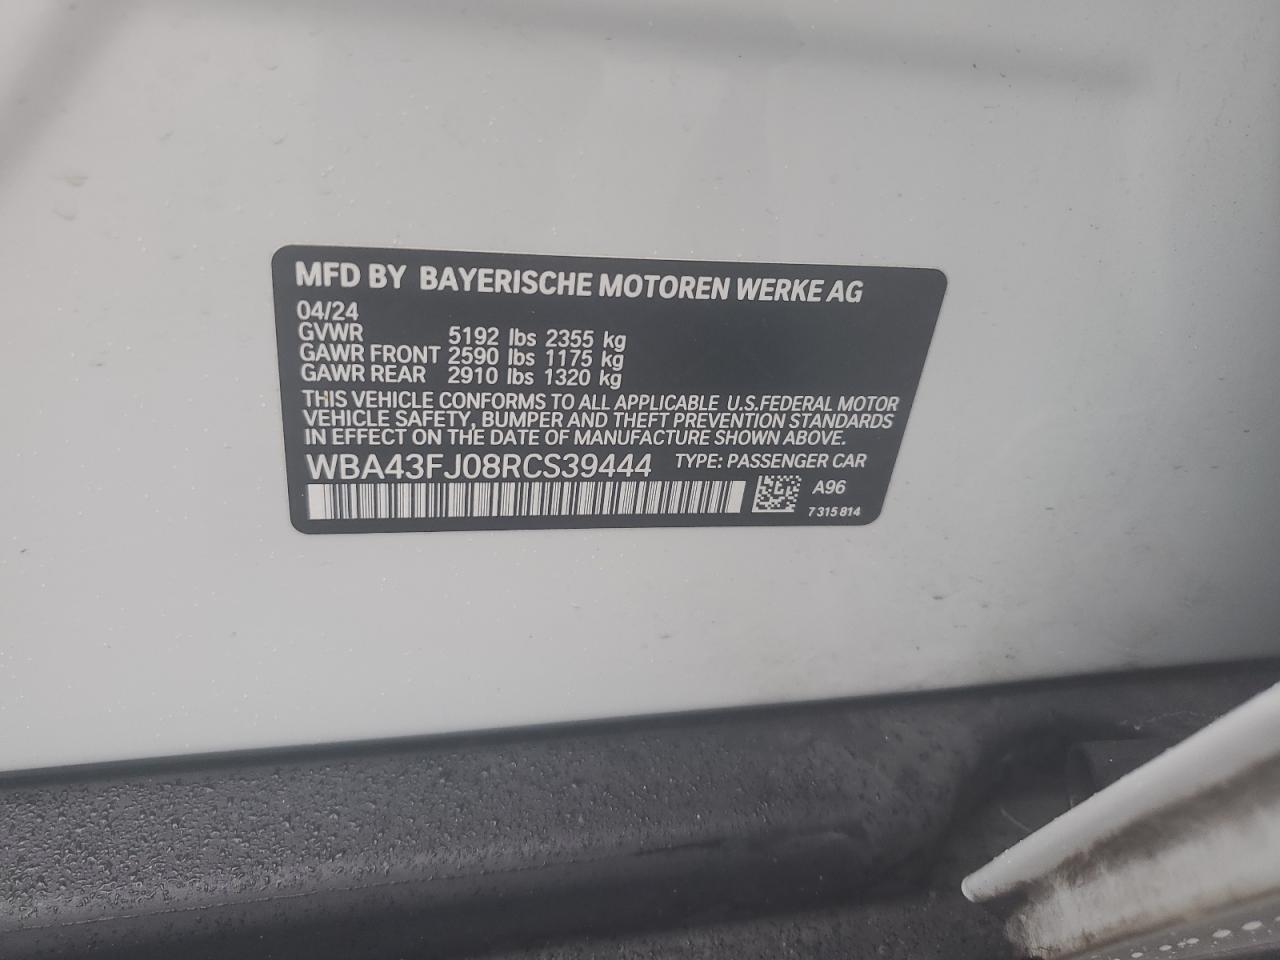 MFD BY BAYERISCHE MOTOREN WERKE AG
04/24
GVWR 5192 lbs 2355 kg
GAWR FRONT 2590 lbs 1175 kg
GAWR REAR 2910 lbs 1320 kg
THIS VEHICLE CONFORMS TO ALL APPLICABLE U.S.FEDERAL MOTOR
VEHICLE SAFETY, BUMPER AND THEFT PREVENTION STANDARDS
IN EFFECT ON THE DATE OF MANUFACTURE SHOWN ABOVE.
WBA43FJ08RCS39444 TYPE: PASSENGER CAR
A96
7 315 814